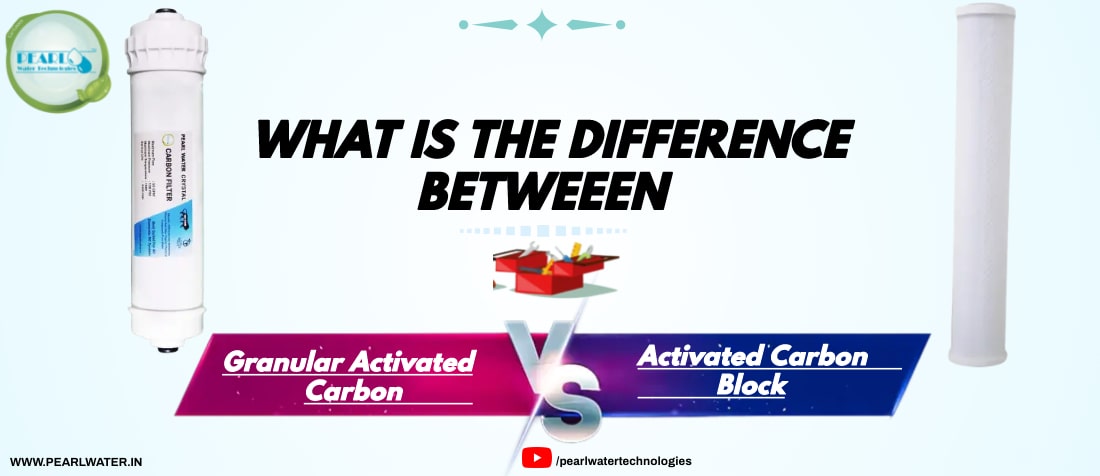 PEARL
Water Technologies
PEARL WATER CRYSTAL
CARBON FILTER
WHAT IS THE DIFFERENCE
BETWEEEN
VS
Granular Activated
Carbon
Activated Carbon
Block
WWW.PEARLWATER.IN
/pearlwatertechnologies